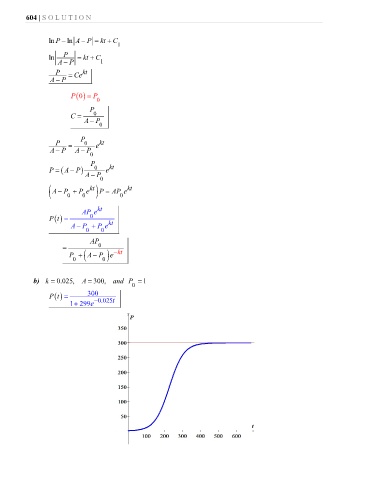 604 | SOLUTION
ln P − ln|A − P| = kt + C₁
ln|P/(A − P)| = kt + C₁
P/(A − P) = Ce^{kt}
P(0) = P₀
C = P₀/(A − P₀)
P/(A − P) = P₀/(A − P₀) e^{kt}
P = (A − P) P₀/(A − P₀) e^{kt}
(A − P₀ + P₀e^{kt}) P = AP₀e^{kt}
P(t) = AP₀e^{kt}/(A − P₀ + P₀e^{kt})
= AP₀/(P₀ + (A − P₀)e^{−kt})
b) k = 0.025, A = 300, and P₀ = 1
P(t) = 300/(1 + 299e^{−0.025t})
P
350
300
250
200
150
100
50
t
100 200 300 400 500 600